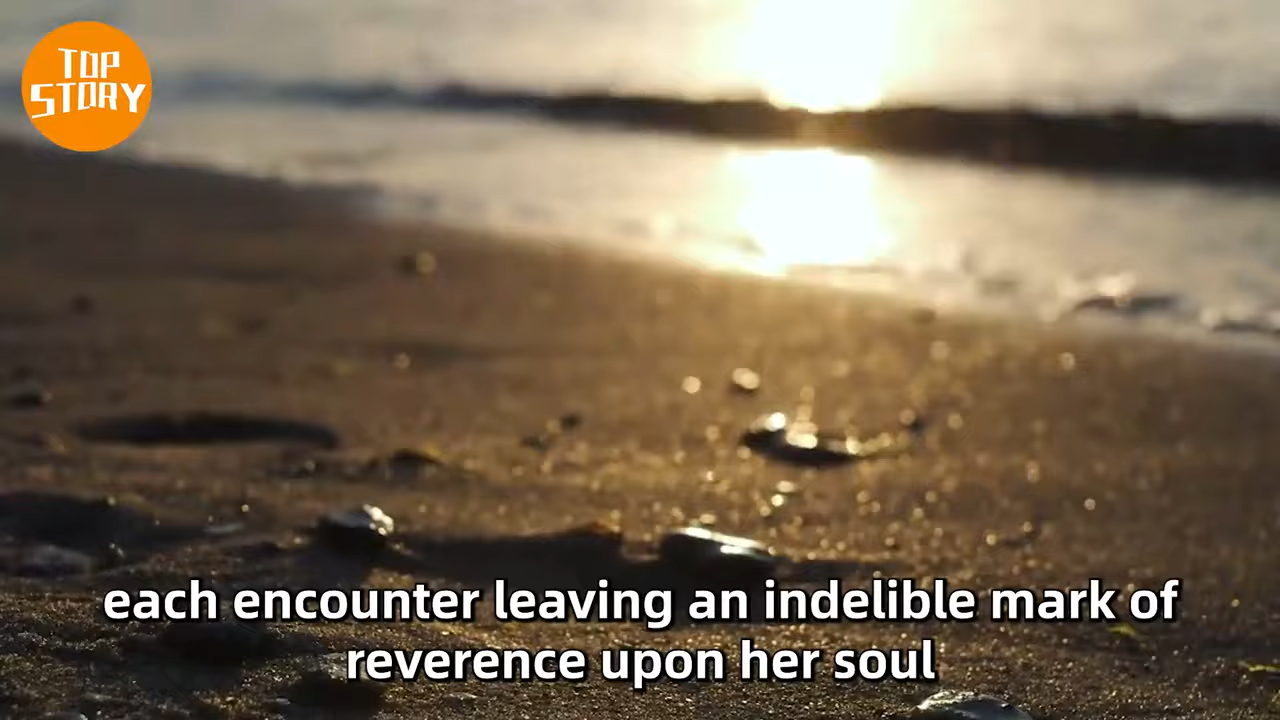 TOP
STORY
each encounter leaving an indelible mark of
reverence upon her soul